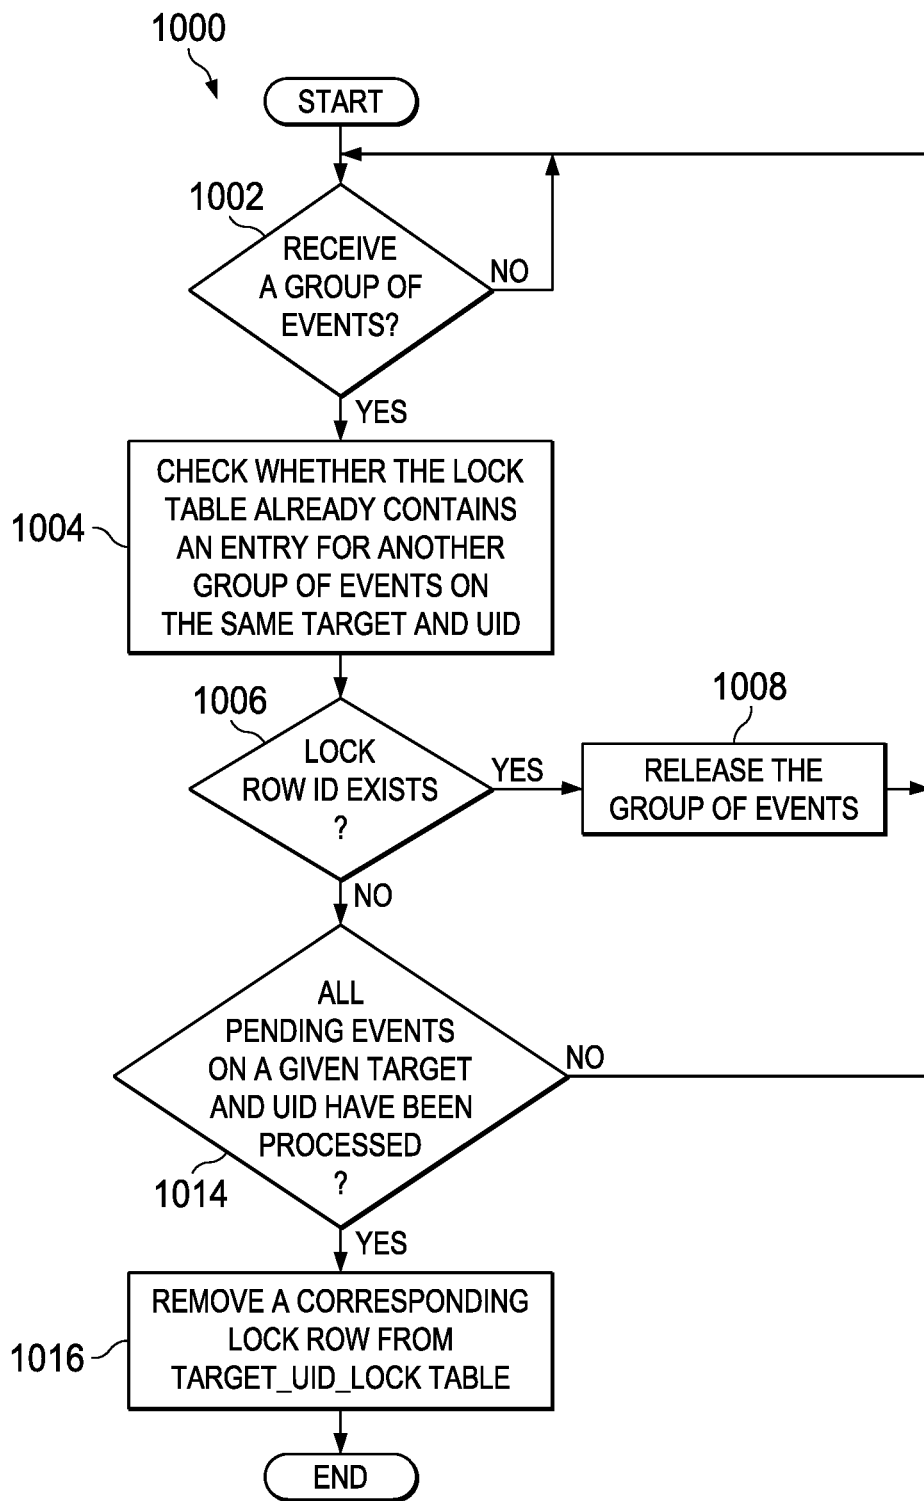 1000
START
1002
RECEIVE
A GROUP OF
EVENTS?
NO
YES
1004
CHECK WHETHER THE LOCK
TABLE ALREADY CONTAINS
AN ENTRY FOR ANOTHER
GROUP OF EVENTS ON
THE SAME TARGET AND UID
1006
LOCK
ROW ID EXISTS
?
YES
1008
RELEASE THE
GROUP OF EVENTS
NO
ALL
PENDING EVENTS
ON A GIVEN TARGET
AND UID HAVE BEEN
PROCESSED
?
NO
1014
YES
1016
REMOVE A CORRESPONDING
LOCK ROW FROM
TARGET_UID_LOCK TABLE
END